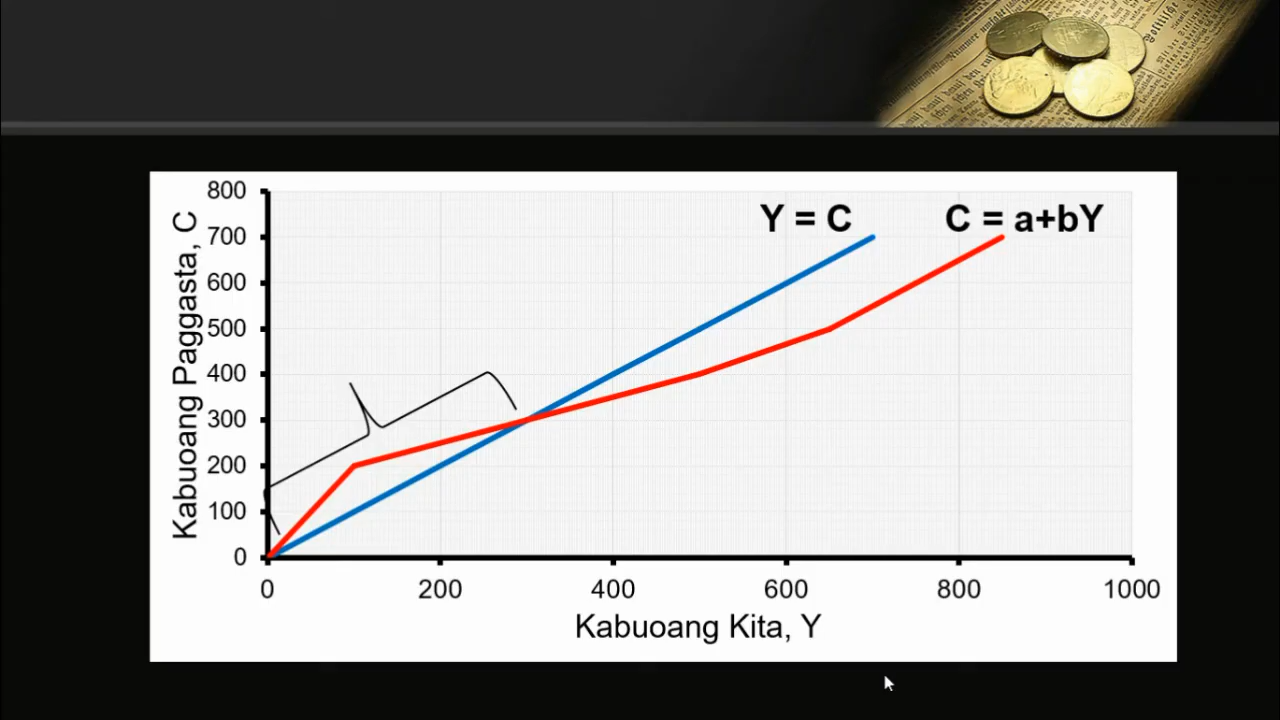 Y = C
C = a+bY
Kabuoang Paggasta, C
800
700
600
500
400
300
200
100
0
0 200 400 600 800 1000
Kabuoang Kita, Y